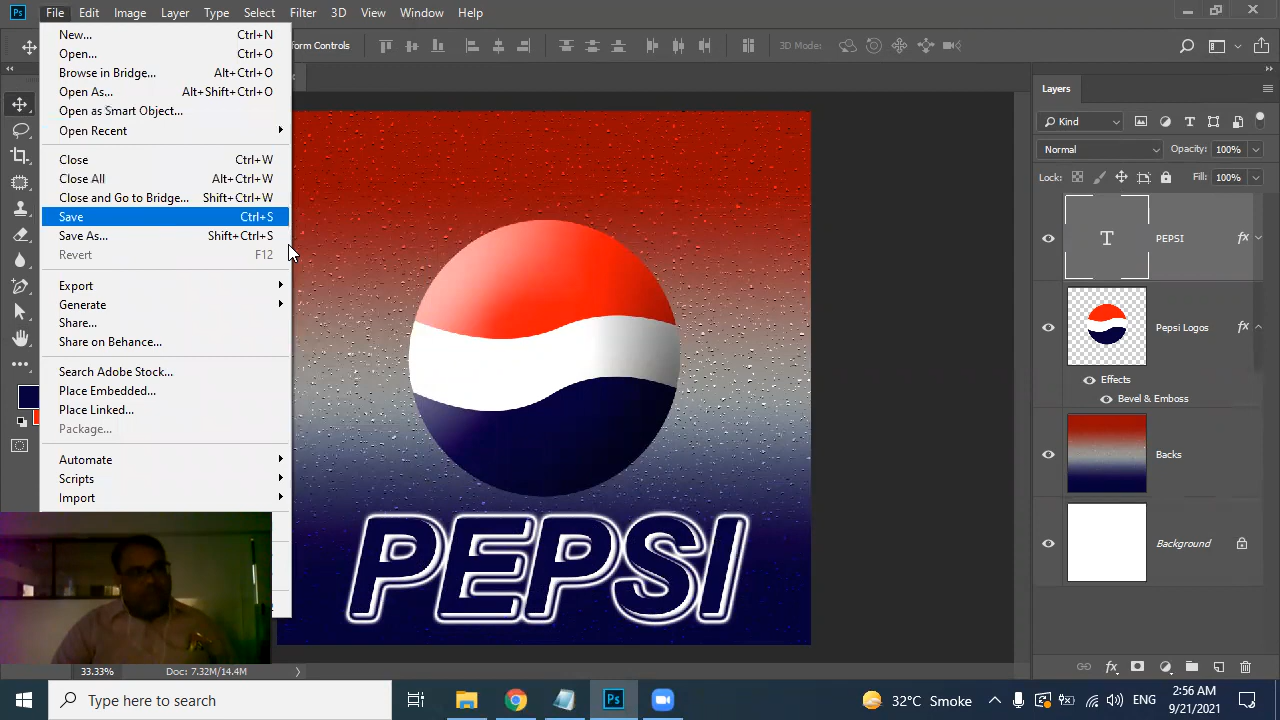 Ps File Edit Image Layer Type Select Filter 3D View Window Help
New... Ctrl+N
Open... Ctrl+O
Browse in Bridge... Alt+Ctrl+O
Open As... Alt+Shift+Ctrl+O
Open as Smart Object...
Open Recent
Close Ctrl+W
Close All Alt+Ctrl+W
Close and Go to Bridge... Shift+Ctrl+W
Save Ctrl+S
Save As... Shift+Ctrl+S
Revert F12
Export
Generate
Share...
Share on Behance...
Search Adobe Stock...
Place Embedded...
Place Linked...
Package...
Automate
Scripts
Import
form Controls
3D Mode:
PEPSI
33.33% Doc: 7.32M/14.4M
Layers
Kind
Normal Opacity: 100%
Lock: Fill: 100%
T PEPSI fx
Pepsi Logos fx
Effects
Bevel & Emboss
Backs
Background
fx
Type here to search
Ps
32°C Smoke
ENG
2:56 AM
9/21/2021